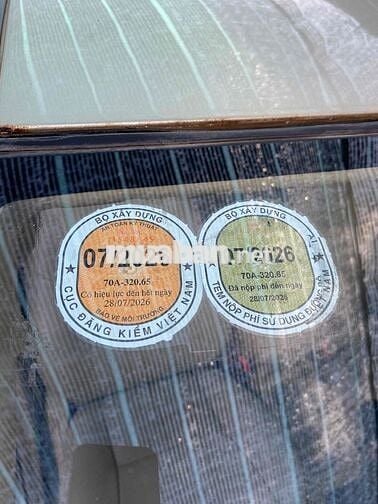 BỘ XÂY DỰNG
AN TOÀN KỸ THUẬT
70A-320.65
Có hiệu lực đến hết ngày
28/07/2026
BẢO VỆ MÔI TRƯỜNG
CỤC ĐĂNG KIỂM VIỆT NAM
BỘ XÂY DỰNG
07/2026
70A-320.65
Đã nộp phí đến ngày
28/07/2026
TEM NỘP PHÍ SỬ DỤNG ĐƯỜNG BỘ